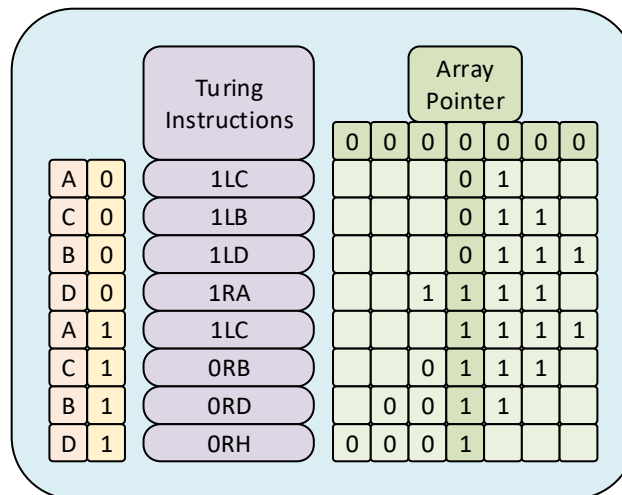 Turing
Instructions
Array
Pointer
0 0 0 0 0 0 0
A 0 1LC 0 1
C 0 1LB 0 1 1
B 0 1LD 0 1 1 1
D 0 1RA 1 1 1 1
A 1 1LC 1 1 1 1
C 1 0RB 0 1 1 1
B 1 0RD 0 0 1 1
D 1 0RH 0 0 0 1